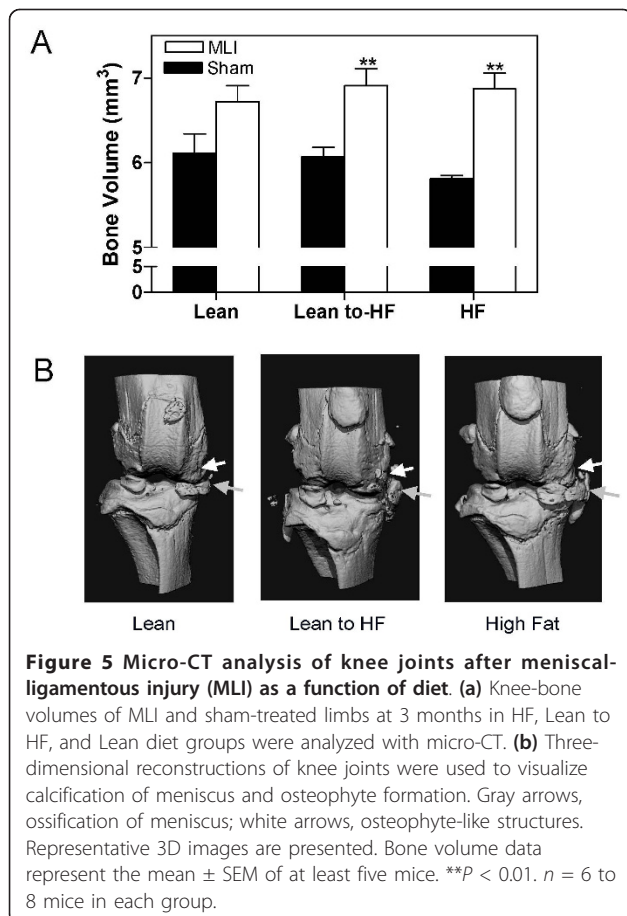 A
MLI
Sham
Bone Volume (mm³)
7
6
5
5
0
** **
Lean Lean to-HF HF
B
Lean Lean to HF High Fat
Figure 5 Micro-CT analysis of knee joints after meniscal-
ligamentous injury (MLI) as a function of diet. (a) Knee-bone
volumes of MLI and sham-treated limbs at 3 months in HF, Lean to
HF, and Lean diet groups were analyzed with micro-CT. (b) Three-
dimensional reconstructions of knee joints were used to visualize
calcification of meniscus and osteophyte formation. Gray arrows,
ossification of meniscus; white arrows, osteophyte-like structures.
Representative 3D images are presented. Bone volume data
represent the mean ± SEM of at least five mice. **P < 0.01. n = 6 to
8 mice in each group.